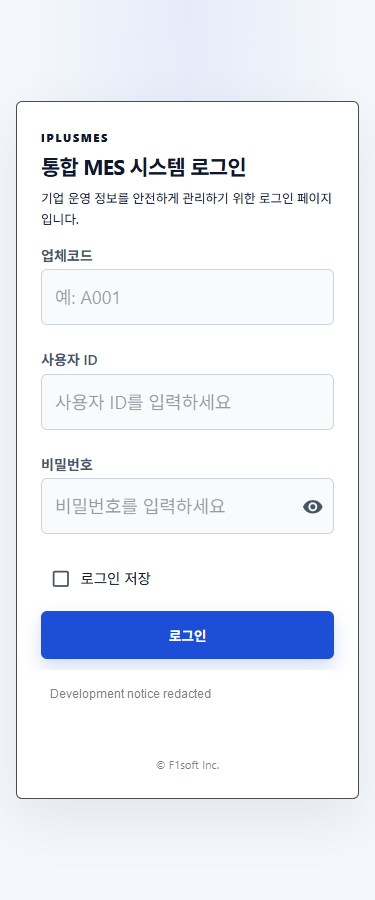 IPLUSMES
통합 MES 시스템 로그인
기업 운영 정보를 안전하게 관리하기 위한 로그인 페이지
입니다.
업체코드
예: A001
사용자 ID
사용자 ID를 입력하세요
비밀번호
비밀번호를 입력하세요
로그인 저장
로그인
Development notice redacted
© F1soft Inc.